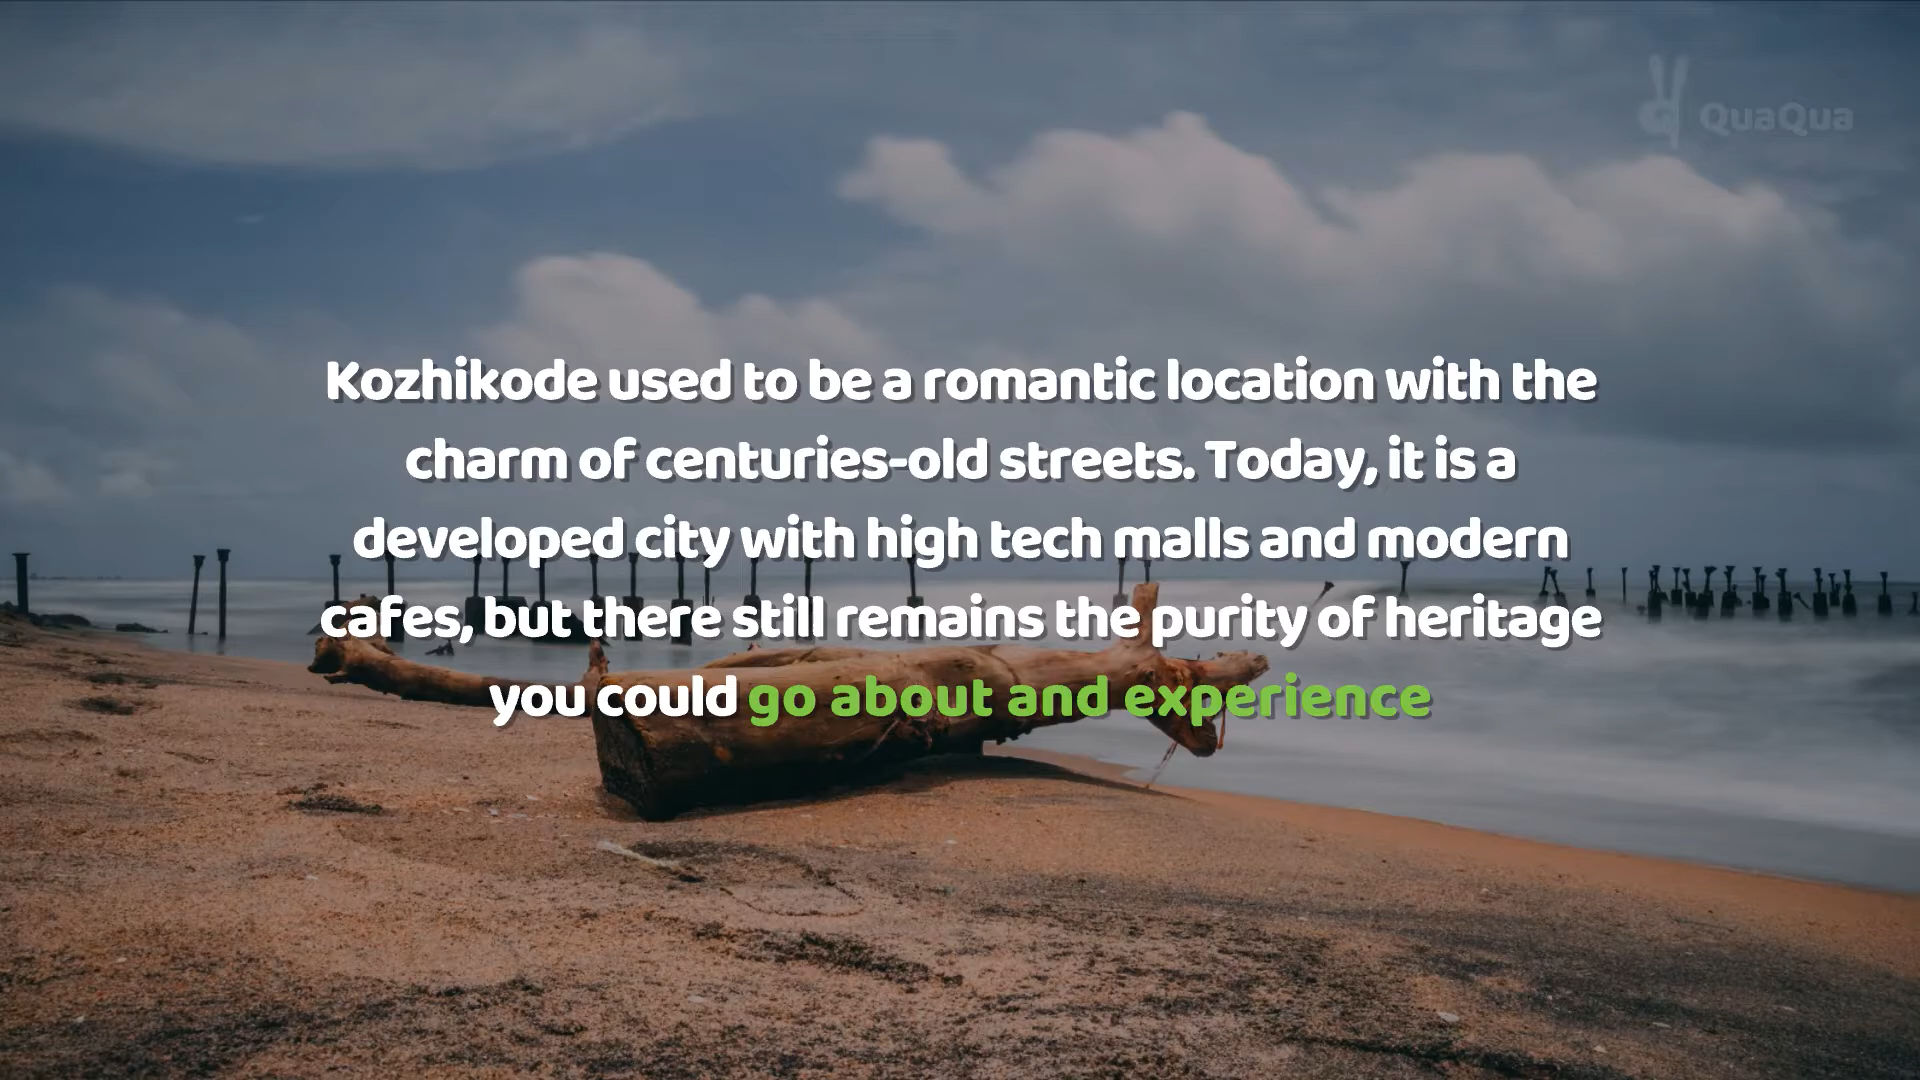 QuaQua
Kozhikode used to be a romantic location with the
charm of centuries-old streets. Today, it is a
developed city with high tech malls and modern
cafes, but there still remains the purity of heritage
you could go about and experience